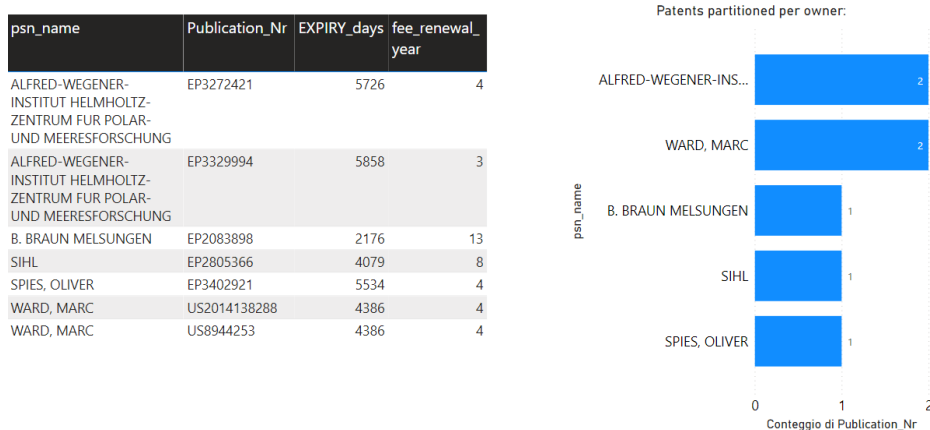 psn_name Publication_Nr EXPIRY_days fee_renewal_
year
ALFRED-WEGENER- EP3272421 5726 4
INSTITUT HELMHOLTZ-
ZENTRUM FUR POLAR-
UND MEERESFORSCHUNG
ALFRED-WEGENER- EP3329994 5858 3
INSTITUT HELMHOLTZ-
ZENTRUM FUR POLAR-
UND MEERESFORSCHUNG
B. BRAUN MELSUNGEN EP2083898 2176 13
SIHL EP2805366 4079 8
SPIES, OLIVER EP3402921 5534 4
WARD, MARC US2014138288 4386 4
WARD, MARC US8944253 4386 4
Patents partitioned per owner:
psn_name
ALFRED-WEGENER-INS... 2
WARD, MARC 2
B. BRAUN MELSUNGEN 1
SIHL 1
SPIES, OLIVER 1
0 1 2
Conteggio di Publication_Nr